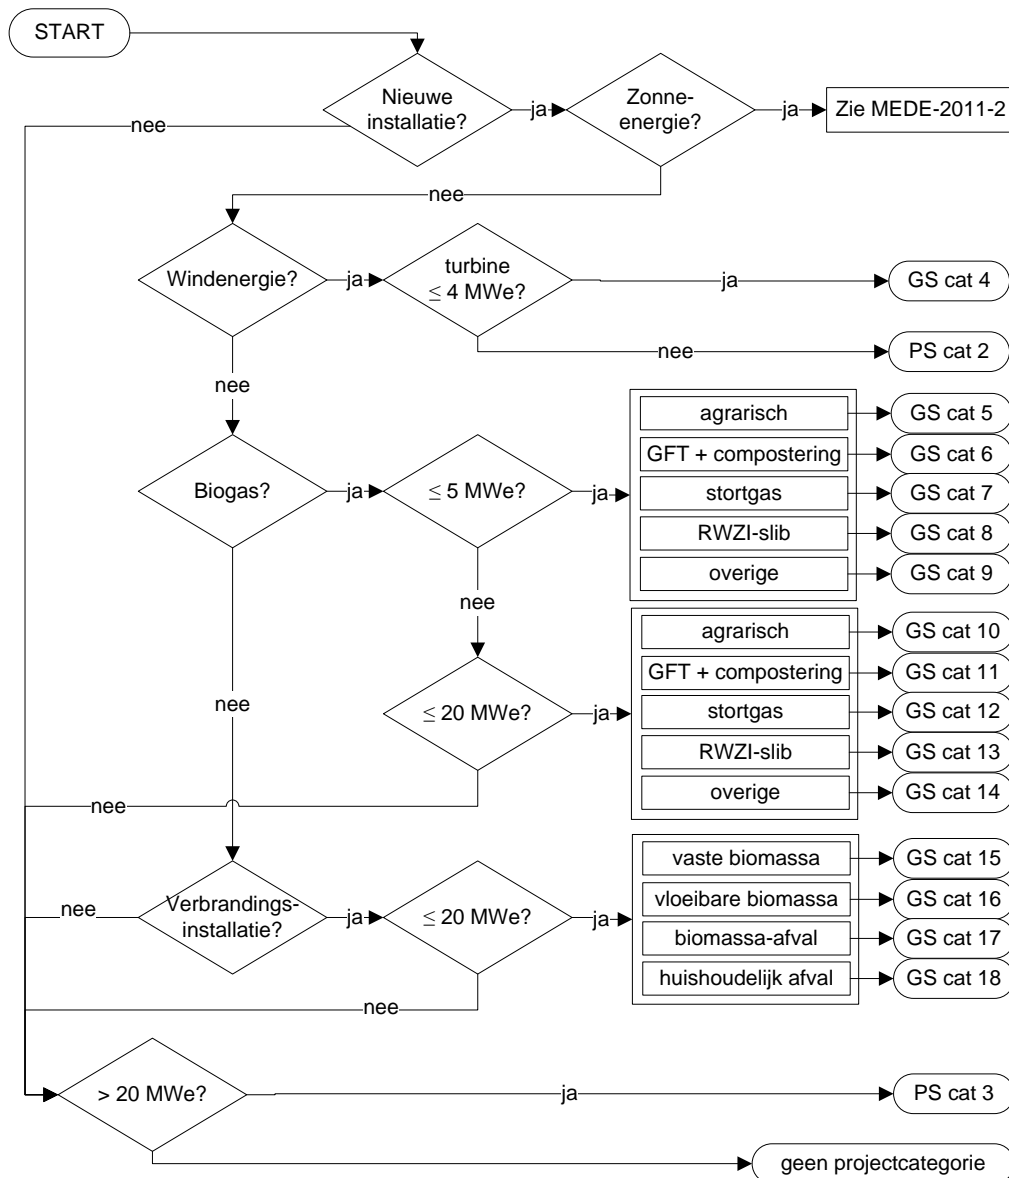 START
Nieuwe
installatie?
ja
Zonne-
energie?
ja
Zie MEDE-2011-2
nee
nee
Windenergie?
ja
turbine
≤ 4 MWe?
ja
GS cat 4
nee
PS cat 2
nee
Biogas?
ja
≤ 5 MWe?
ja
agrarisch
GS cat 5
GFT + compostering
GS cat 6
stortgas
GS cat 7
RWZI-slib
GS cat 8
overige
GS cat 9
nee
nee
≤ 20 MWe?
ja
agrarisch
GS cat 10
GFT + compostering
GS cat 11
stortgas
GS cat 12
RWZI-slib
GS cat 13
overige
GS cat 14
nee
Verbrandings-
installatie?
nee
ja
≤ 20 MWe?
ja
vaste biomassa
GS cat 15
vloeibare biomassa
GS cat 16
biomassa-afval
GS cat 17
huishoudelijk afval
GS cat 18
nee
> 20 MWe?
ja
PS cat 3
geen projectcategorie